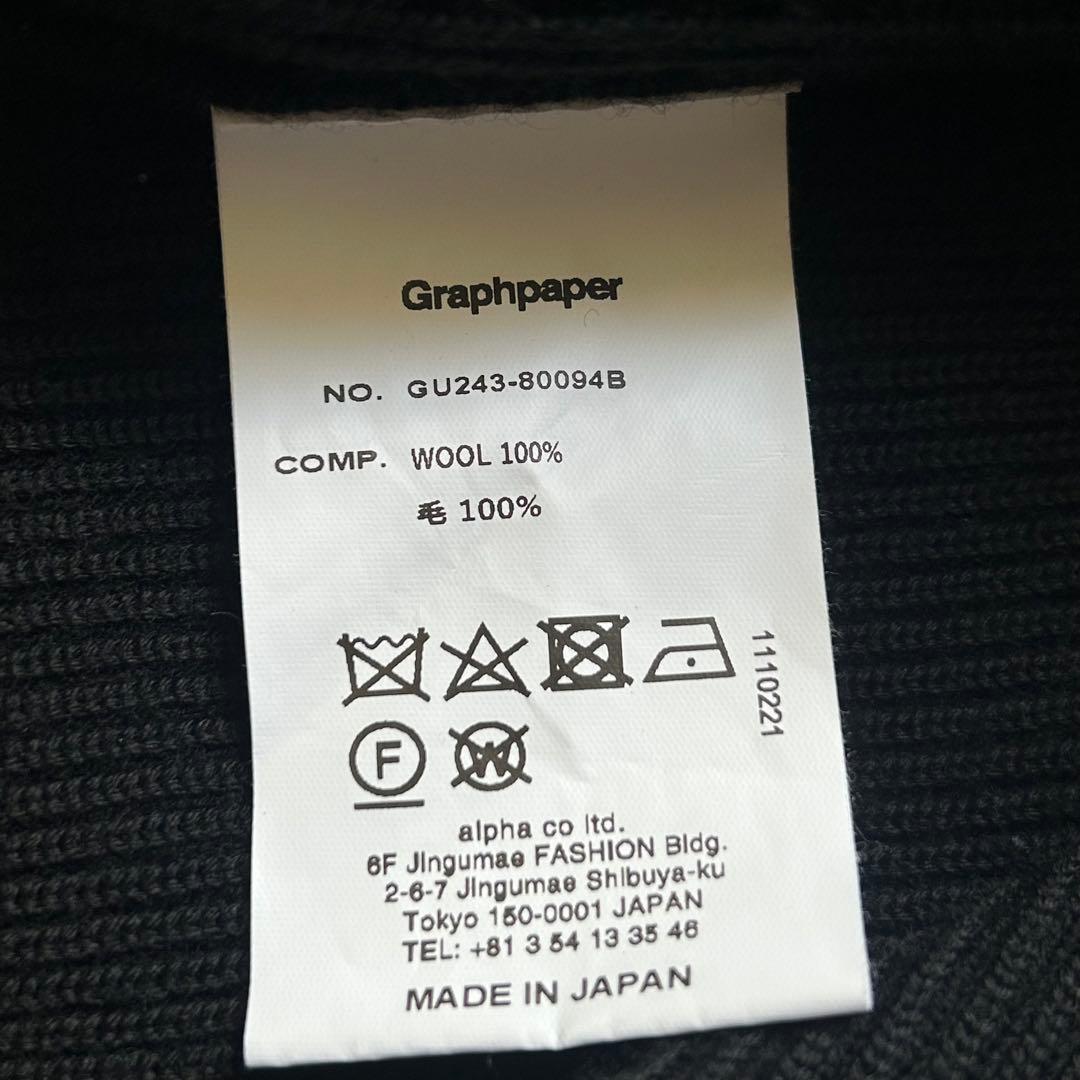 Graphpaper
NO. GU243-80094B
COMP. WOOL 100%
毛 100%
1110221
F
W
alpha co ltd.
6F Jingumae FASHION Bldg.
2-6-7 Jingumae Shibuya-ku
Tokyo 150-0001 JAPAN
TEL: +81 3 54 13 35 46
MADE IN JAPAN